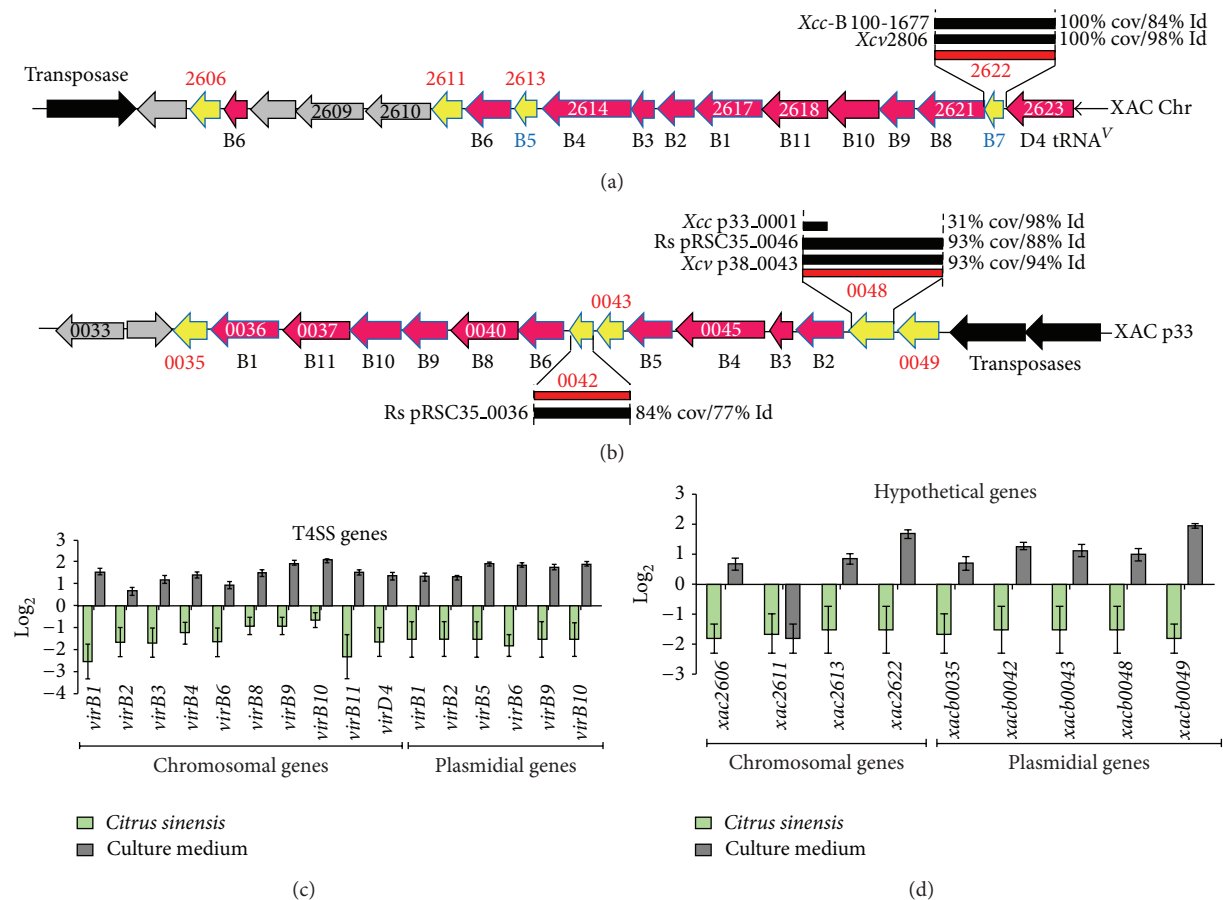 Xcc-B 100-1677 100% cov/84% Id
Xcv2806 100% cov/98% Id
Transposase 2606 2611 2613 2622
2609 2610 2614 2617 2618 2621 2623 XAC Chr
B6 B6 B5 B4 B3 B2 B1 B11 B10 B9 B8 B7 D4 tRNA^V
(a)
Xcc p33_0001 31% cov/98% Id
Rs pRSC35_0046 93% cov/88% Id
Xcv p38_0043 93% cov/94% Id
0043 0048
0033 0036 0037 0040 0045 XAC p33
0035 B1 B11 B10 B9 B8 B6 B5 B4 B3 B2 0049 Transposases
0042
Rs pRSC35_0036 84% cov/77% Id
(b)
T4SS genes
Log2
3
2
1
0
−1
−2
−3
−4
virB1 virB2 virB3 virB4 virB6 virB8 virB9 virB10 virB11 virD4 virB1 virB2 virB5 virB6 virB9 virB10
Chromosomal genes Plasmidial genes
Citrus sinensis
Culture medium
(c)
Hypothetical genes
Log2
3
2
1
0
−1
−2
−3
xac2606 xac2611 xac2613 xac2622 xacb0035 xacb0042 xacb0043 xacb0048 xacb0049
Chromosomal genes Plasmidial genes
Citrus sinensis
Culture medium
(d)